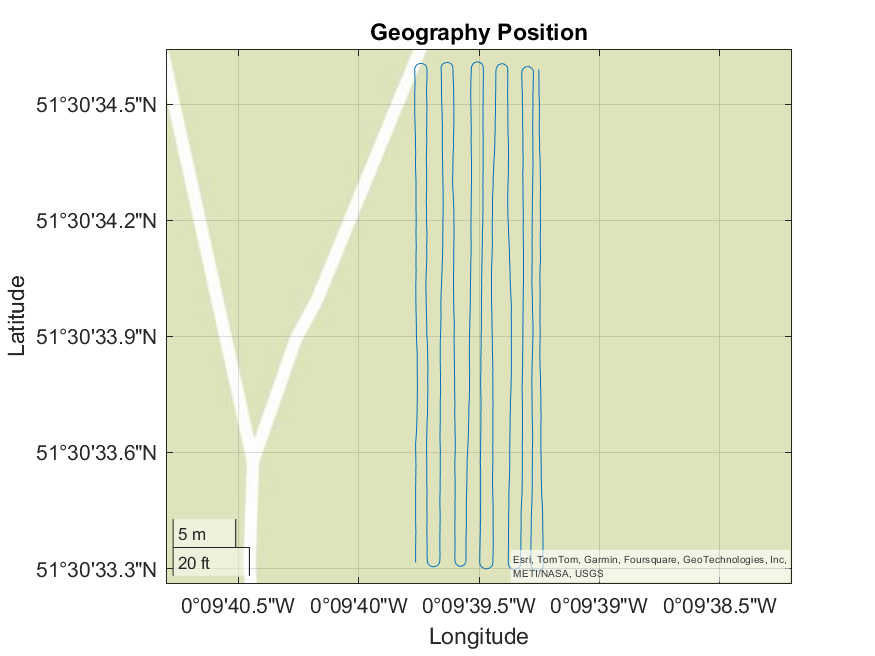 Geography Position
51°30'34.5"N
51°30'34.2"N
51°30'33.9"N
51°30'33.6"N
51°30'33.3"N
Latitude
5 m
20 ft
Esri, TomTom, Garmin, Foursquare, GeoTechnologies, Inc,
METI/NASA, USGS
0°09'40.5"W 0°09'40"W 0°09'39.5"W 0°09'39"W 0°09'38.5"W
Longitude